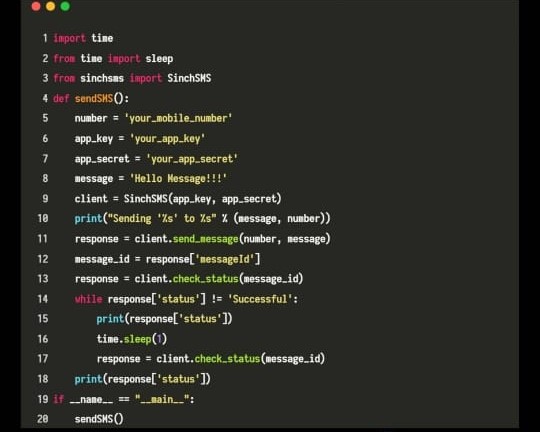 1 import time
2 from time import sleep
3 from sinchsms import SinchSMS
4 def sendSMS():
5     number = 'your_mobile_number'
6     app_key = 'your_app_key'
7     app_secret = 'your_app_secret'
8     message = 'Hello Message!!!'
9     client = SinchSMS(app_key, app_secret)
10     print("Sending '%s' to %s" % (message, number))
11     response = client.send_message(number, message)
12     message_id = response['messageId']
13     response = client.check_status(message_id)
14     while response['status'] != 'Successful':
15         print(response['status'])
16         time.sleep(1)
17         response = client.check_status(message_id)
18     print(response['status'])
19 if __name__ == "__main__":
20     sendSMS()